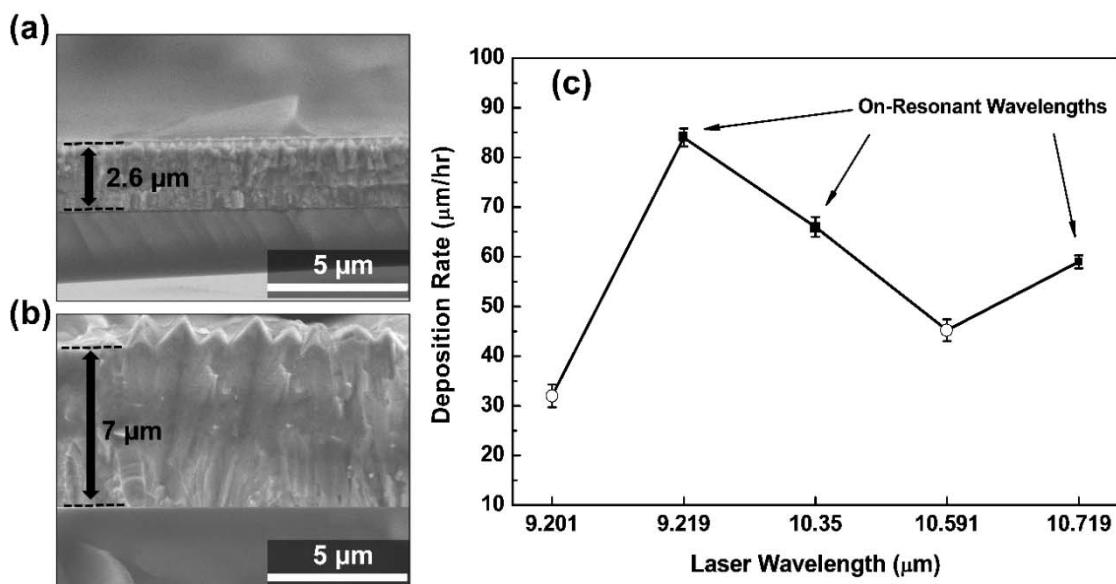 (a)
2.6 µm
5 µm
(b)
7 µm
5 µm
(c)
On-Resonant Wavelengths
Deposition Rate (µm/hr)
100
90
80
70
60
50
40
30
20
10
9.201 9.219 10.35 10.591 10.719
Laser Wavelength (µm)